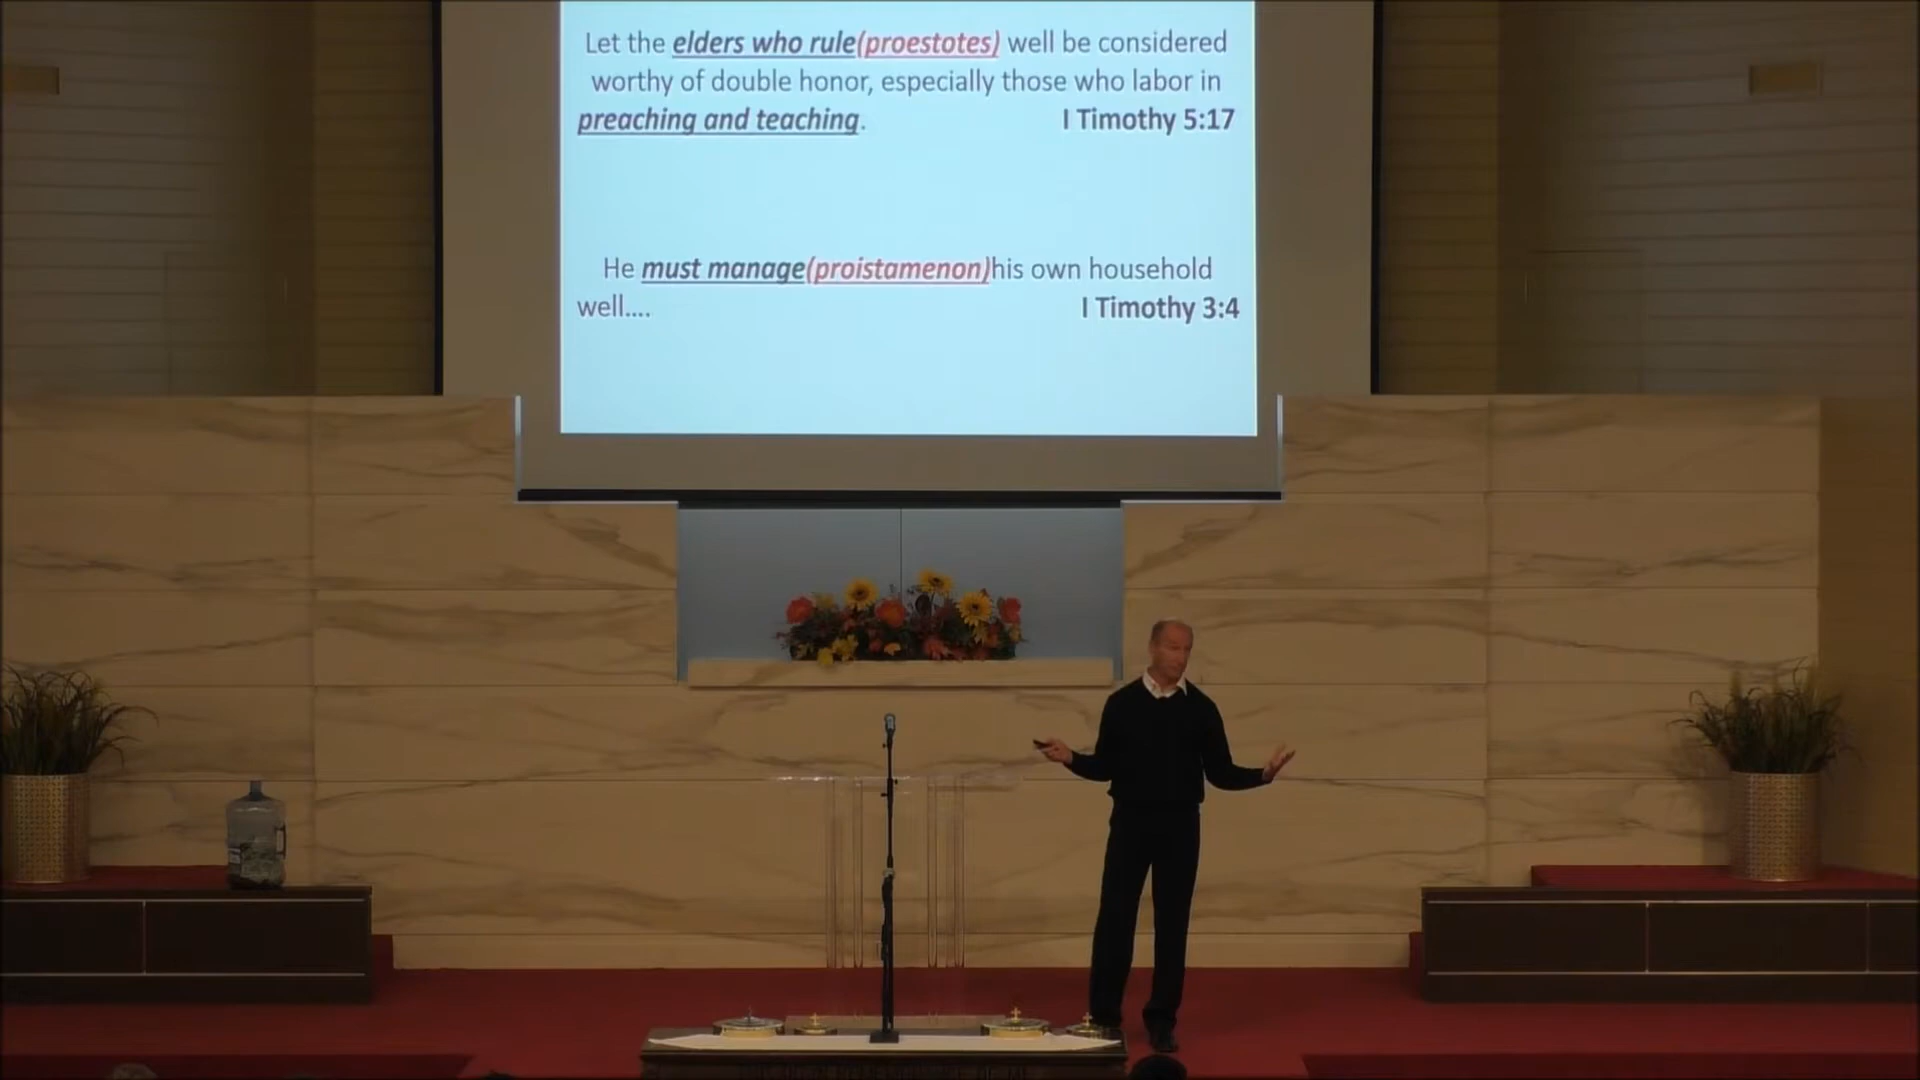 Let the elders who rule(proestotes) well be considered
worthy of double honor, especially those who labor in
preaching and teaching. I Timothy 5:17
He must manage(proistamenon)his own household
well.... I Timothy 3:4